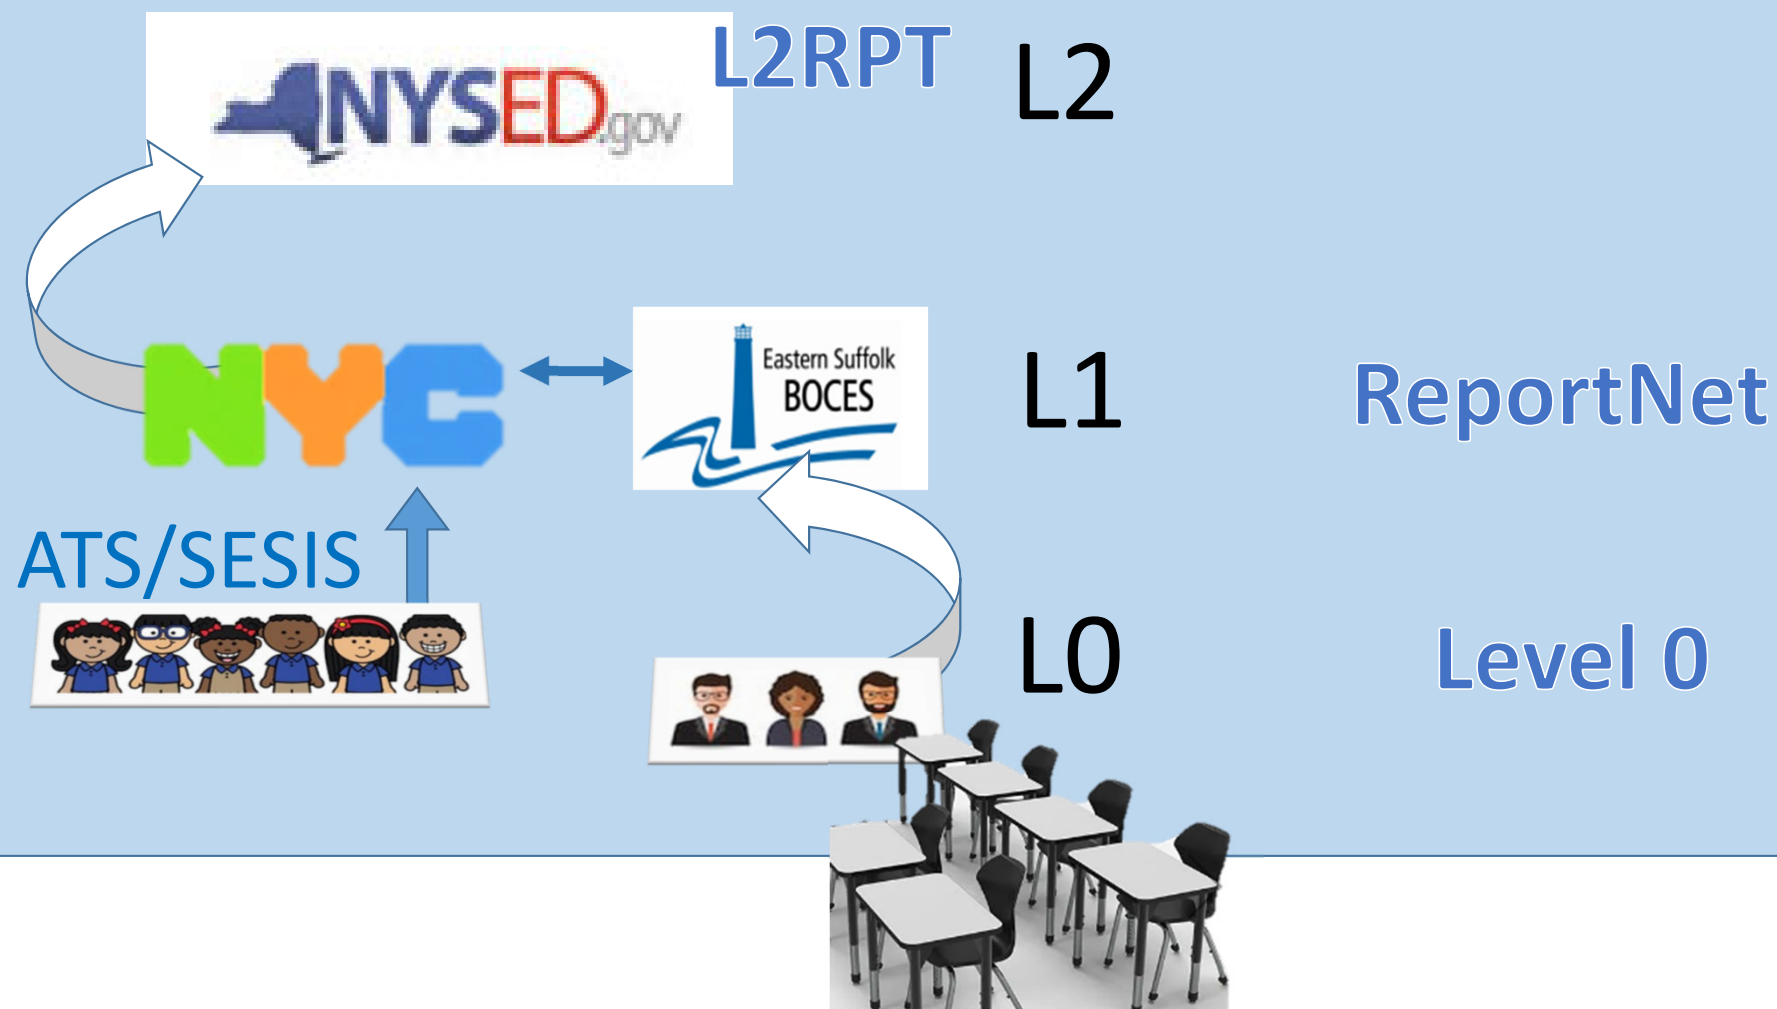 NYSED.gov
L2RPT
L2
NYC
Eastern Suffolk
BOCES
L1
ReportNet
ATS/SESIS
L0
Level 0